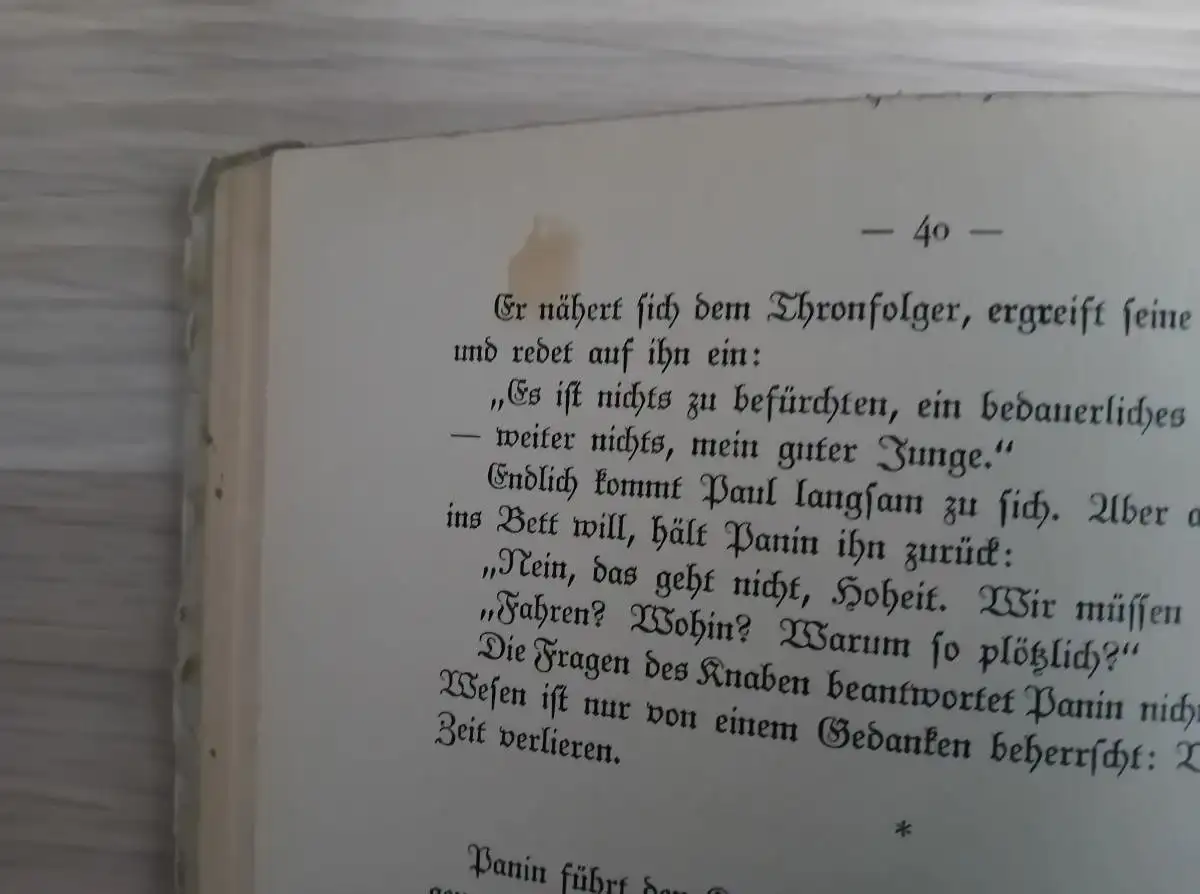 — 40 —
Er nähert sich dem Thronfolger, ergreift seine
und redet auf ihn ein:
„Es ist nichts zu befürchten, ein bedauerliches
— weiter nichts, mein guter Junge.“
Endlich kommt Paul langsam zu sich. Aber
ins Bett will, hält Panin ihn zurück:
„Nein, das geht nicht, Hoheit. Wir müssen
„Fahren? Wohin? Warum so plötzlich?“
Die Fragen des Knaben beantwortet Panin
Wesen ist nur von einem Gedanken beherrscht:
Zeit verlieren.
*
Panin führt